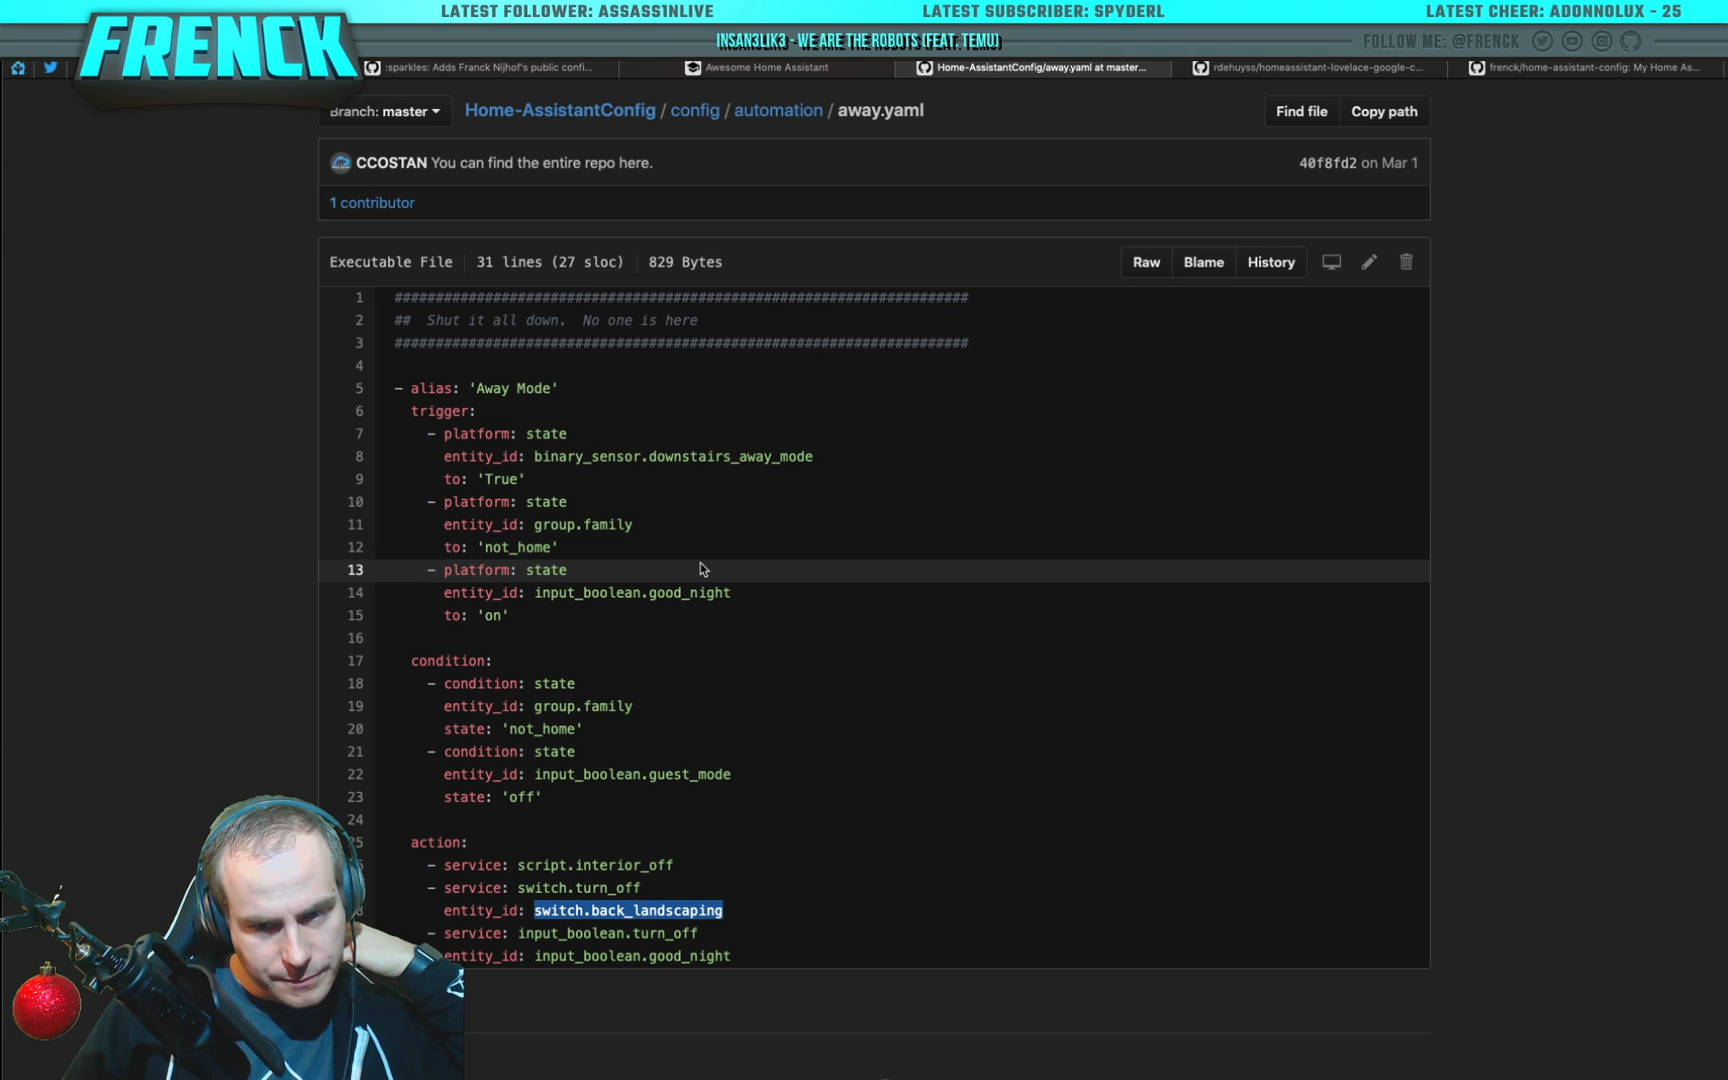 LATEST FOLLOWER: ASSASS1NLIVE
LATEST SUBSCRIBER: SPYDERL
LATEST CHEER: ADONNOLUX - 25
FRENCK
INSAN3LIK3 - WE ARE THE ROBOTS (FEAT. TEMU)
FOLLOW ME: @FRENCK
:sparkles: Adds Franck Nijhof's public confi...
Awesome Home Assistant
Home-AssistantConfig/away.yaml at master...
rdehuyss/homeassistant-lovelace-google-c...
frenck/home-assistant-config: My Home As...
Branch: master
Home-AssistantConfig / config / automation / away.yaml
Find file
Copy path
CCOSTAN You can find the entire repo here.
40f8fd2 on Mar 1
1 contributor
Executable File
31 lines (27 sloc)
829 Bytes
Raw
Blame
History
1 ######################################################################
2 ## Shut it all down. No one is here
3 ######################################################################
4
5 - alias: 'Away Mode'
6 trigger:
7 - platform: state
8 entity_id: binary_sensor.downstairs_away_mode
9 to: 'True'
10 - platform: state
11 entity_id: group.family
12 to: 'not_home'
13 - platform: state
14 entity_id: input_boolean.good_night
15 to: 'on'
16
17 condition:
18 - condition: state
19 entity_id: group.family
20 state: 'not_home'
21 - condition: state
22 entity_id: input_boolean.guest_mode
23 state: 'off'
24
5 action:
- service: script.interior_off
- service: switch.turn_off
8 entity_id: switch.back_landscaping
- service: input_boolean.turn_off
entity_id: input_boolean.good_night